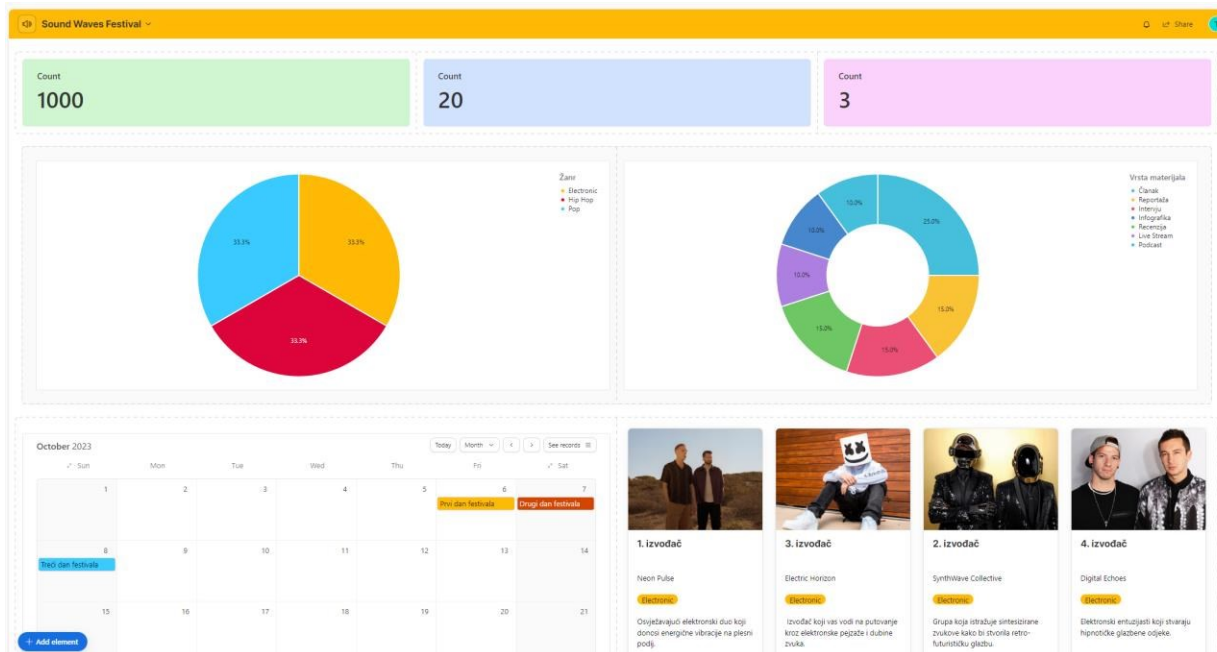 Sound Waves Festival
Share
Count
1000
Count
20
Count
3
Žanr
Electronic
Hip Hop
Pop
33.3%
33.3%
33.3%
Vrsta materijala
Članak
Reportaža
Intervju
Infografika
Recenzija
Live Stream
Podcast
10.0%
25.0%
10.0%
10.0%
15.0%
15.0%
15.0%
October 2023
Today
Month
See records
Sun Mon Tue Wed Thu Fri Sat
1 2 3 4 5 6 7
Prvi dan festivala
Drugi dan festivala
8 9 10 11 12 13 14
Treći dan festivala
15 16 17 18 19 20 21
+ Add element
1. izvođač
Neon Pulse
Electronic
Osvježavajući elektronski duo koji
donosi energične vibracije na plesni
podij.
3. izvođač
Electric Horizon
Electronic
Izvođač koji vas vodi na putovanje
kroz elektronske pejzaže i dubine
zvuka.
2. izvođač
SynthWave Collective
Electronic
Grupa koja istražuje sintesizirane
zvukove kako bi stvorila retro-
futurističku glazbu.
4. izvođač
Digital Echoes
Electronic
Elektronski entuzijasti koji stvaraju
hipnotičke glazbene odjeke.